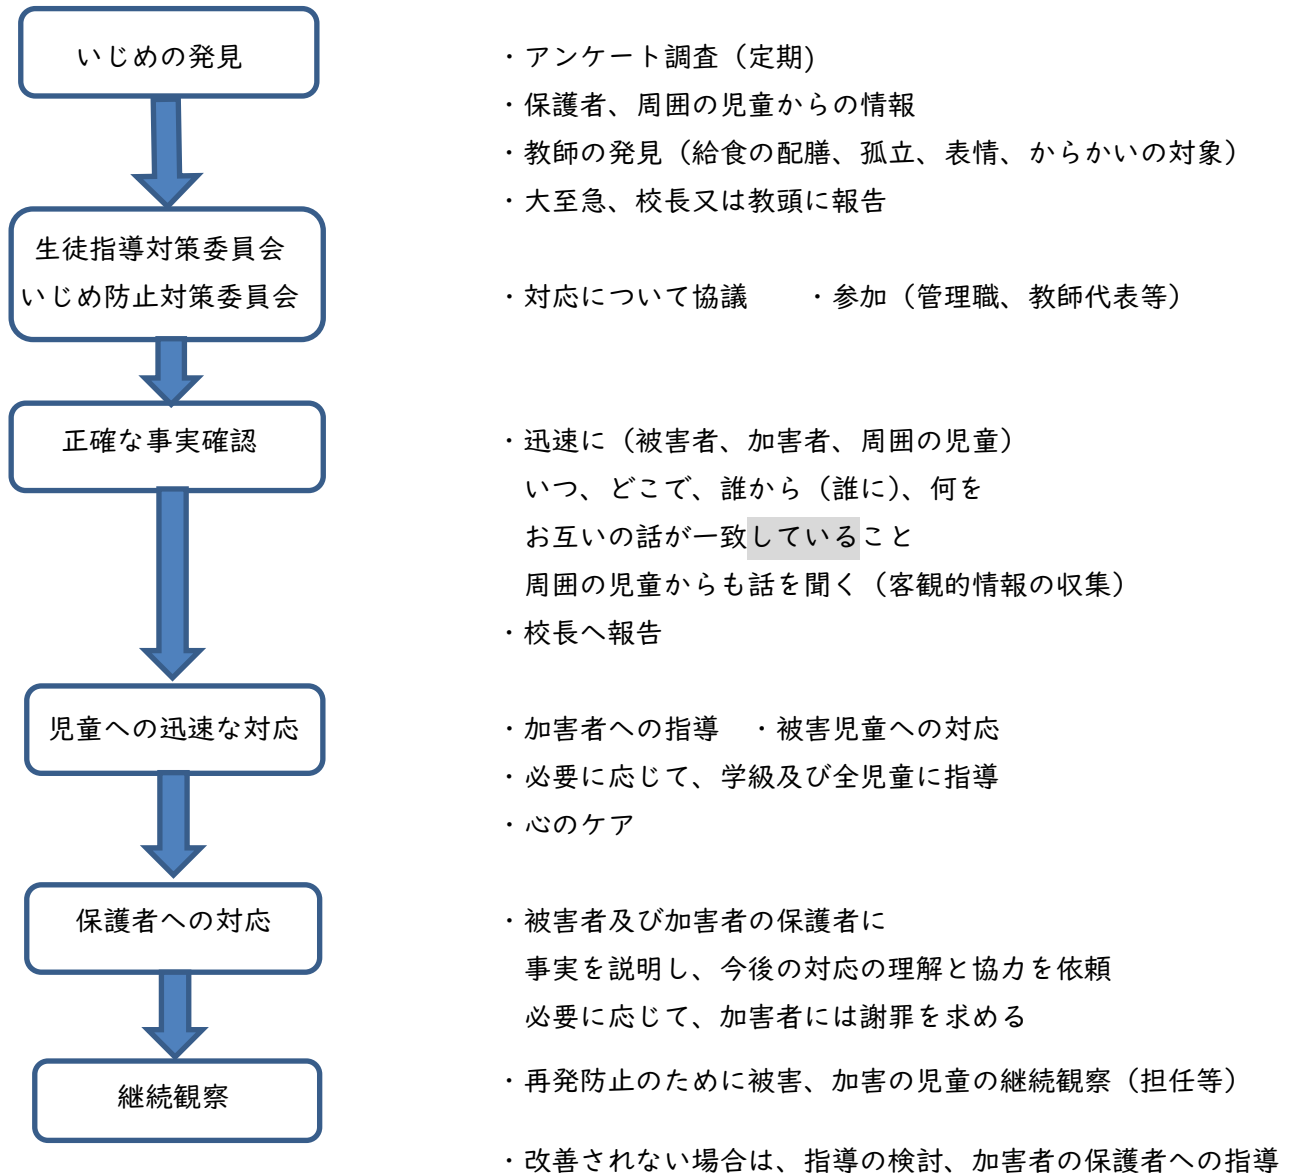 いじめの発見
・アンケート調査（定期)
・保護者、周囲の児童からの情報
・教師の発見（給食の配膳、孤立、表情、からかいの対象）
・大至急、校長又は教頭に報告
生徒指導対策委員会
いじめ防止対策委員会
・対応について協議　　・参加（管理職、教師代表等）
正確な事実確認
・迅速に（被害者、加害者、周囲の児童）
いつ、どこで、誰から（誰に）、何を
お互いの話が一致していること
周囲の児童からも話を聞く（客観的情報の収集）
・校長へ報告
児童への迅速な対応
・加害者への指導　・被害児童への対応
・必要に応じて、学級及び全児童に指導
・心のケア
保護者への対応
・被害者及び加害者の保護者に
事実を説明し、今後の対応の理解と協力を依頼
必要に応じて、加害者には謝罪を求める
継続観察
・再発防止のために被害、加害の児童の継続観察（担任等）
・改善されない場合は、指導の検討、加害者の保護者への指導